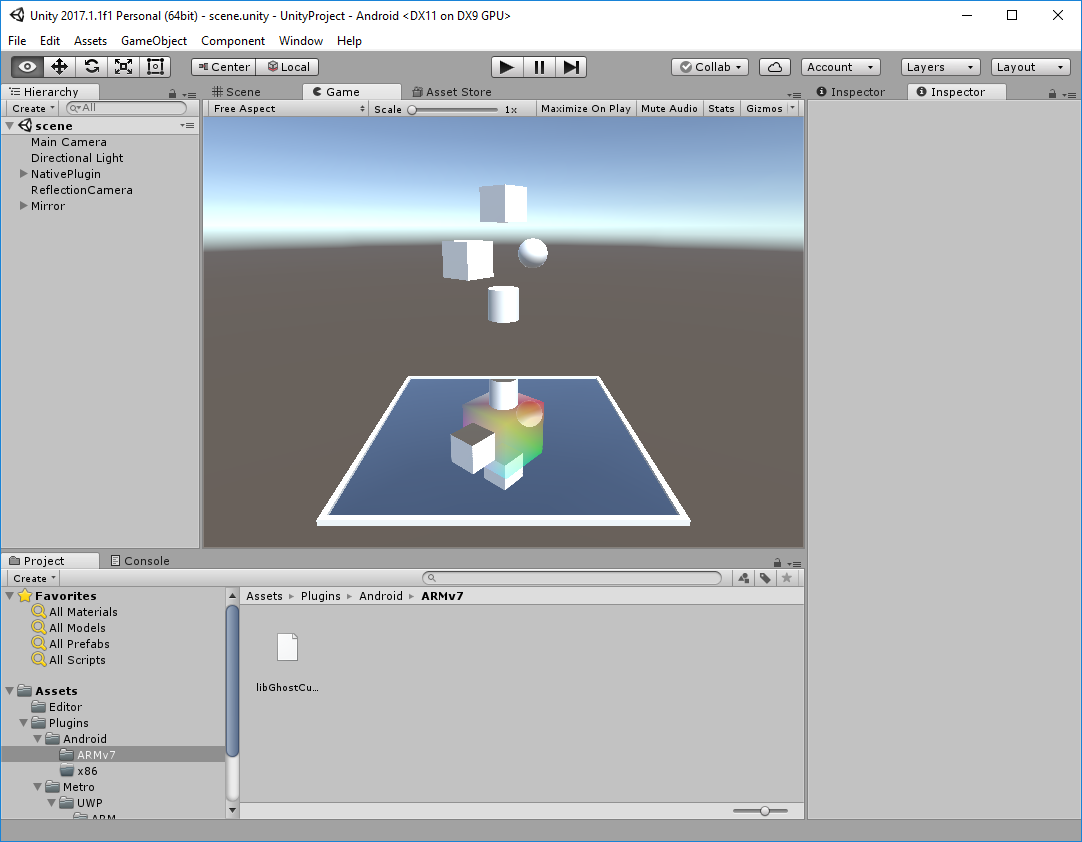 Unity 2017.1.1f1 Personal (64bit) - scene.unity - UnityProject - Android <DX11 on DX9 GPU>
File Edit Assets GameObject Component Window Help
Center Local Collab Account Layers Layout
Hierarchy Scene Game Asset Store Inspector Inspector
Create All Free Aspect Scale 1x Maximize On Play Mute Audio Stats Gizmos
scene
Main Camera
Directional Light
NativePlugin
ReflectionCamera
Mirror
Project Console
Create
Favorites
All Materials
All Models
All Prefabs
All Scripts
Assets
Editor
Plugins
Android
ARMv7
x86
Metro
UWP
ARM
Assets Plugins Android ARMv7
libGhostCu...